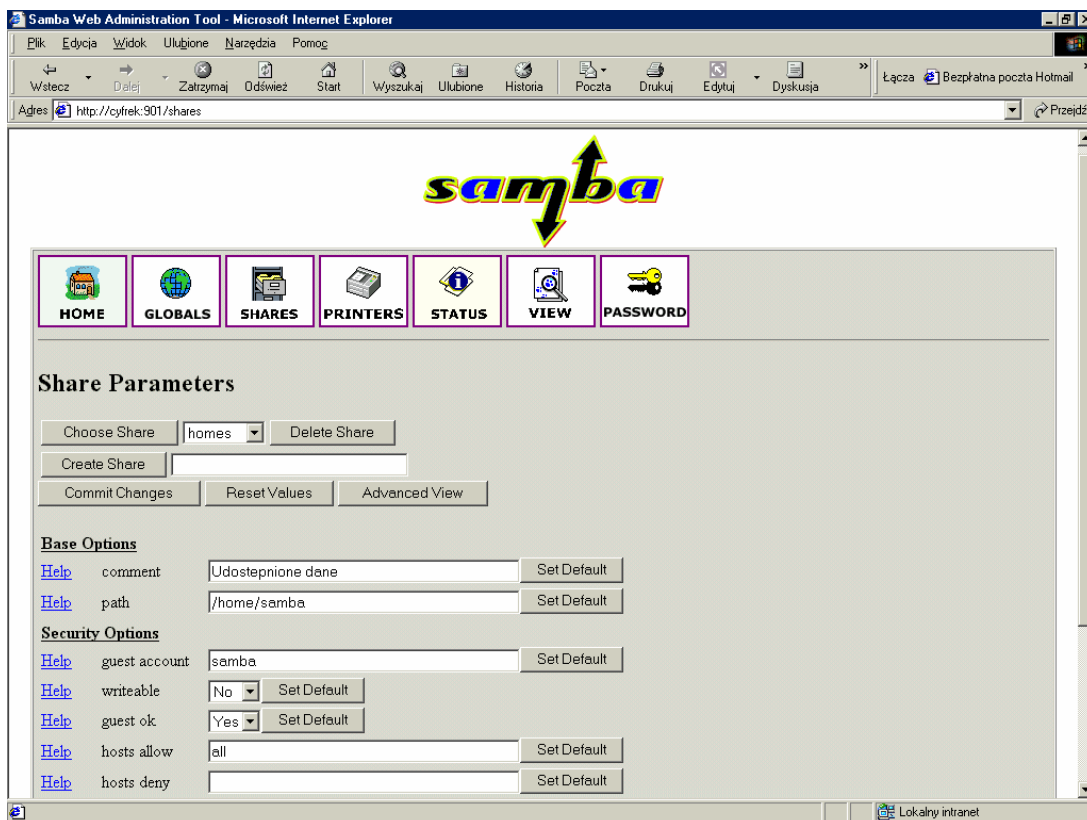 Samba Web Administration Tool - Microsoft Internet Explorer
Plik Edycja Widok Ulubione Narzędzia Pomoc
Wstecz Dalej Zatrzymaj Odśwież Start Wyszukaj Ulubione Historia Poczta Drukuj Edytuj Dyskusja » Łącza Bezpłatna poczta Hotmail »
Adres http://cyfrek:901/shares Przejdź
samba
HOME GLOBALS SHARES PRINTERS STATUS VIEW PASSWORD
Share Parameters
Choose Share homes Delete Share
Create Share
Commit Changes Reset Values Advanced View
Base Options
Help comment Udostepnione dane Set Default
Help path /home/samba Set Default
Security Options
Help guest account samba Set Default
Help writeable No Set Default
Help guest ok Yes Set Default
Help hosts allow all Set Default
Help hosts deny Set Default
Lokalny intranet